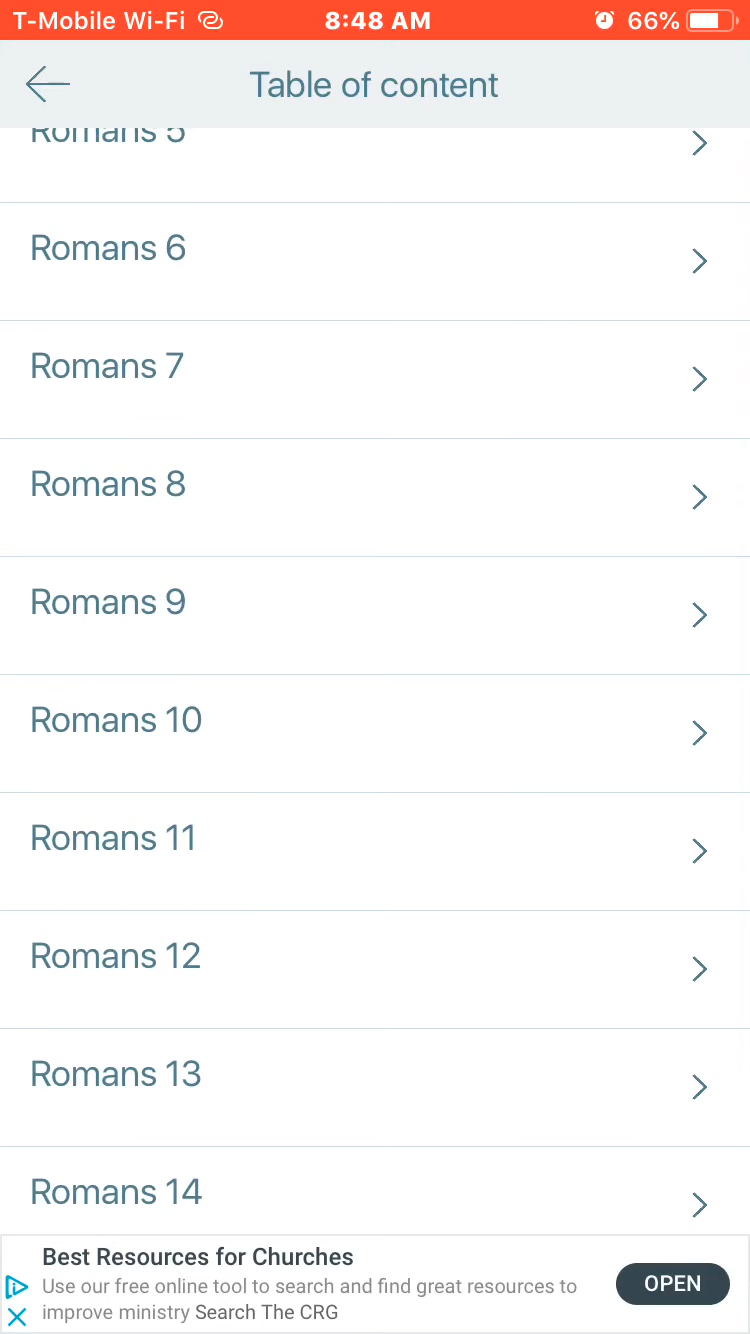 T-Mobile Wi-Fi 8:48 AM 66%
Table of content
Romans 5
Romans 6
Romans 7
Romans 8
Romans 9
Romans 10
Romans 11
Romans 12
Romans 13
Romans 14
Best Resources for Churches
Use our free online tool to search and find great resources to
improve ministry Search The CRG
OPEN